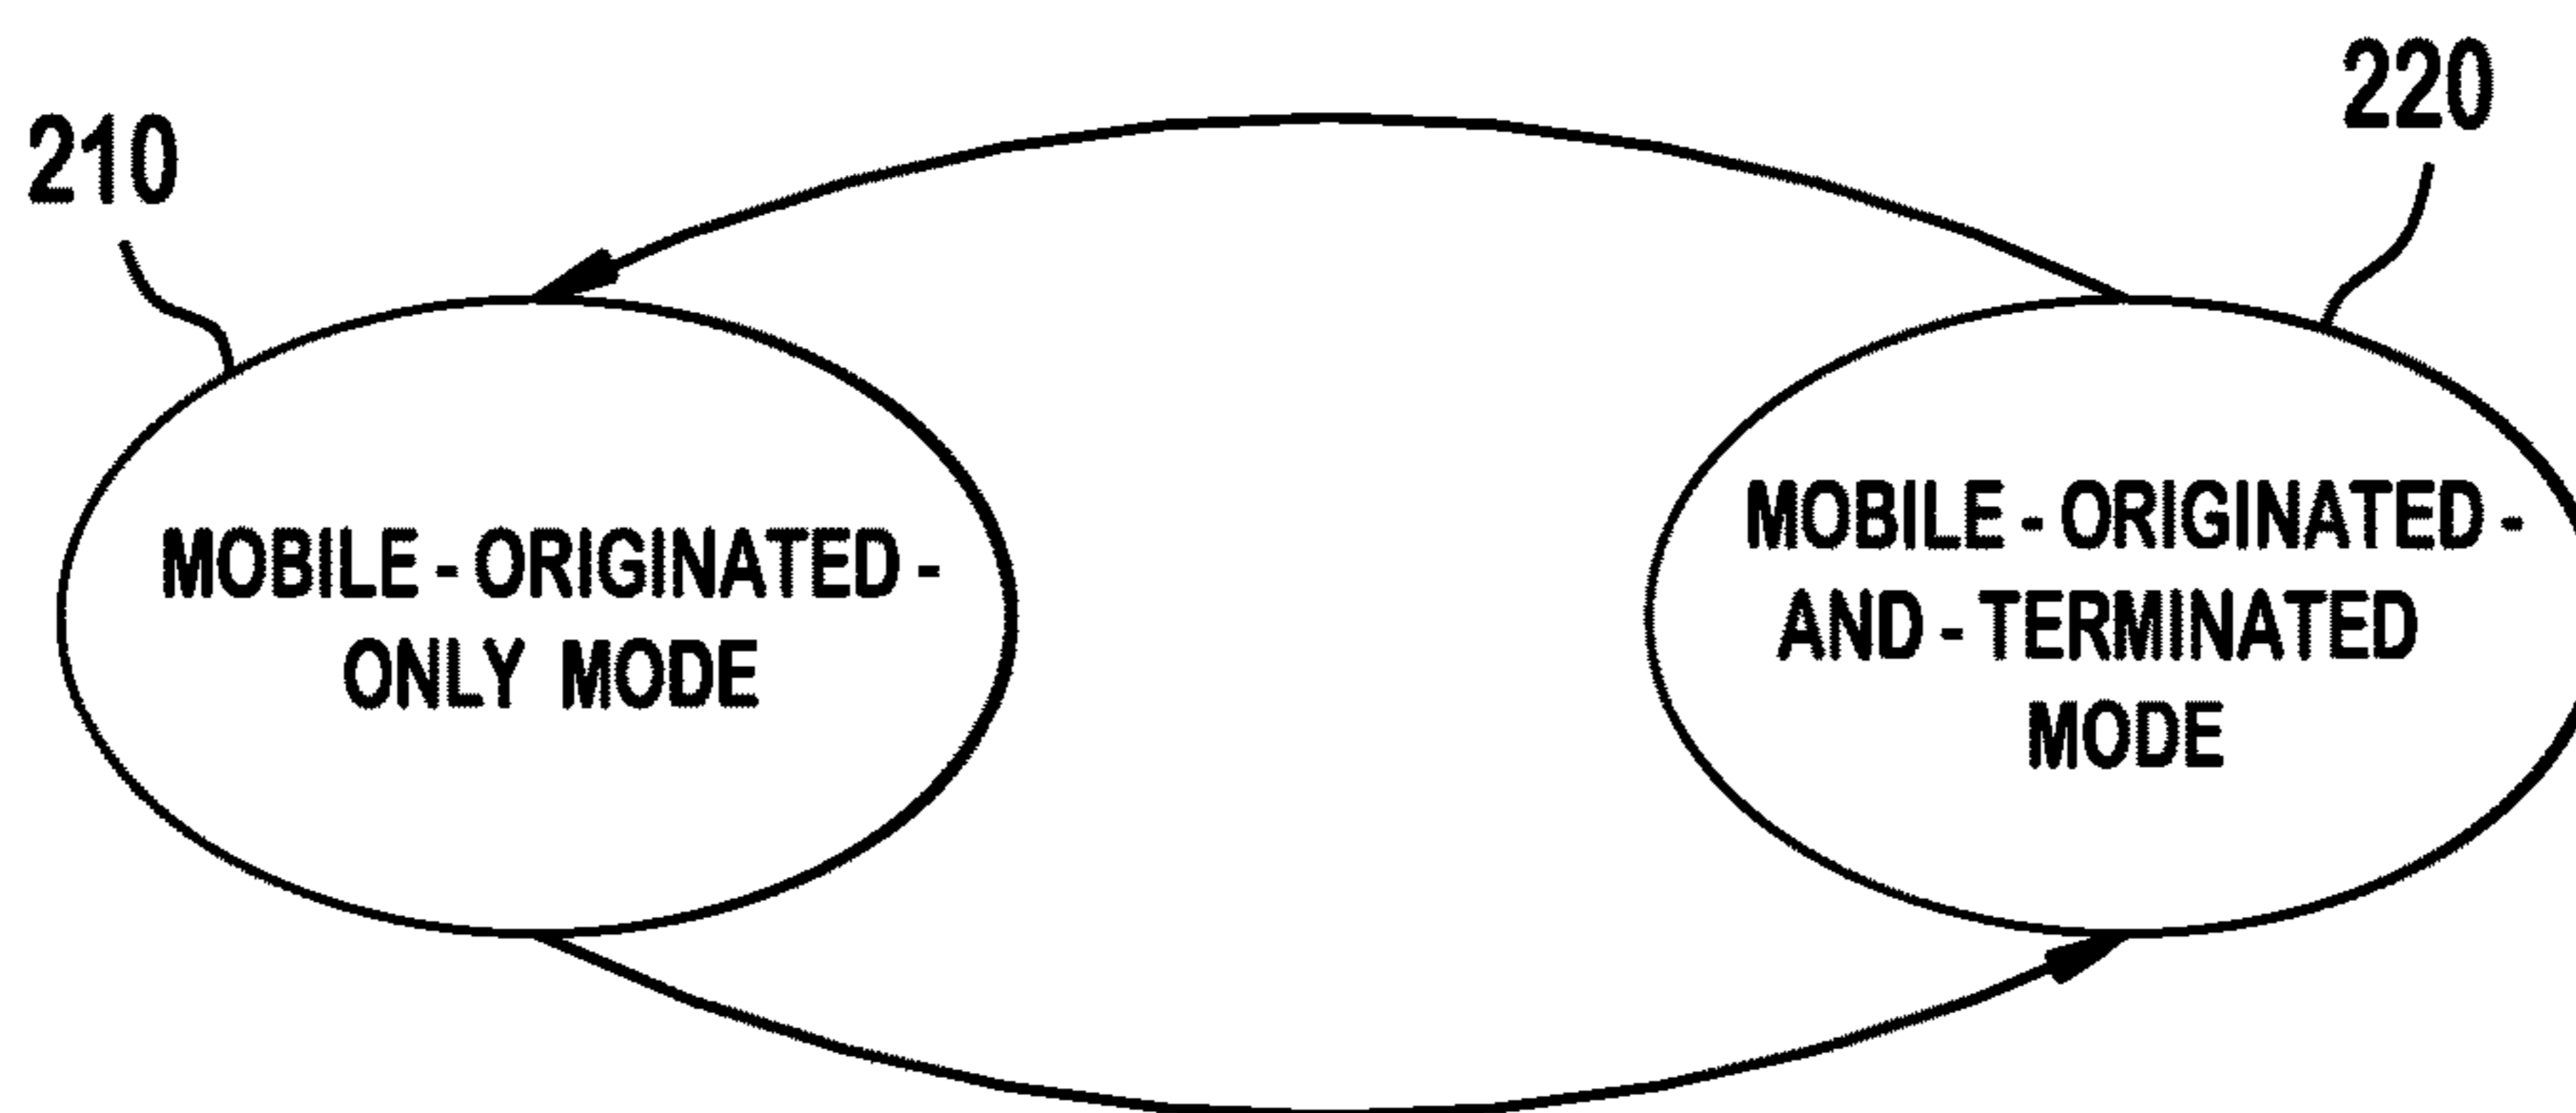 210
220
MOBILE - ORIGINATED -
ONLY MODE
MOBILE - ORIGINATED -
AND - TERMINATED
MODE